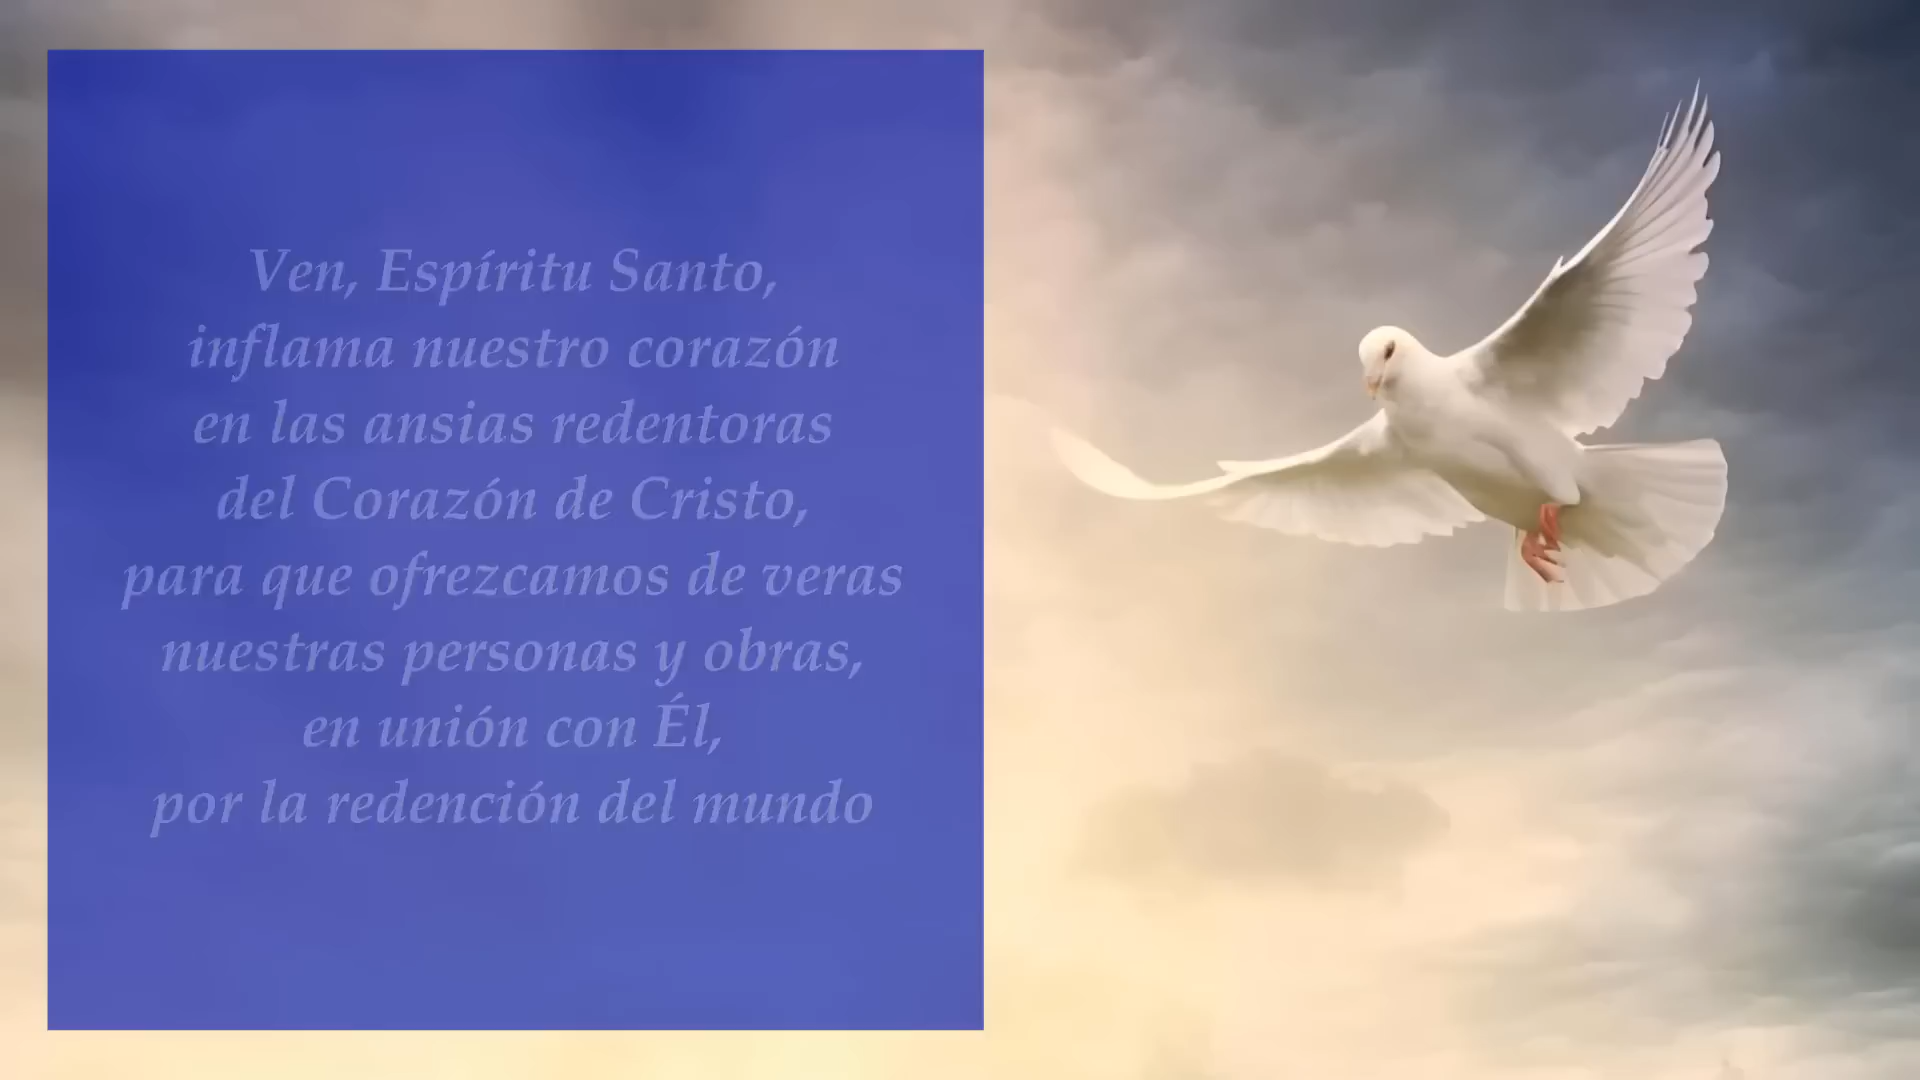 Ven, Espíritu Santo,
inflama nuestro corazón
en las ansias redentoras
del Corazón de Cristo,
para que ofrezcamos de veras
nuestras personas y obras,
en unión con Él,
por la redención del mundo